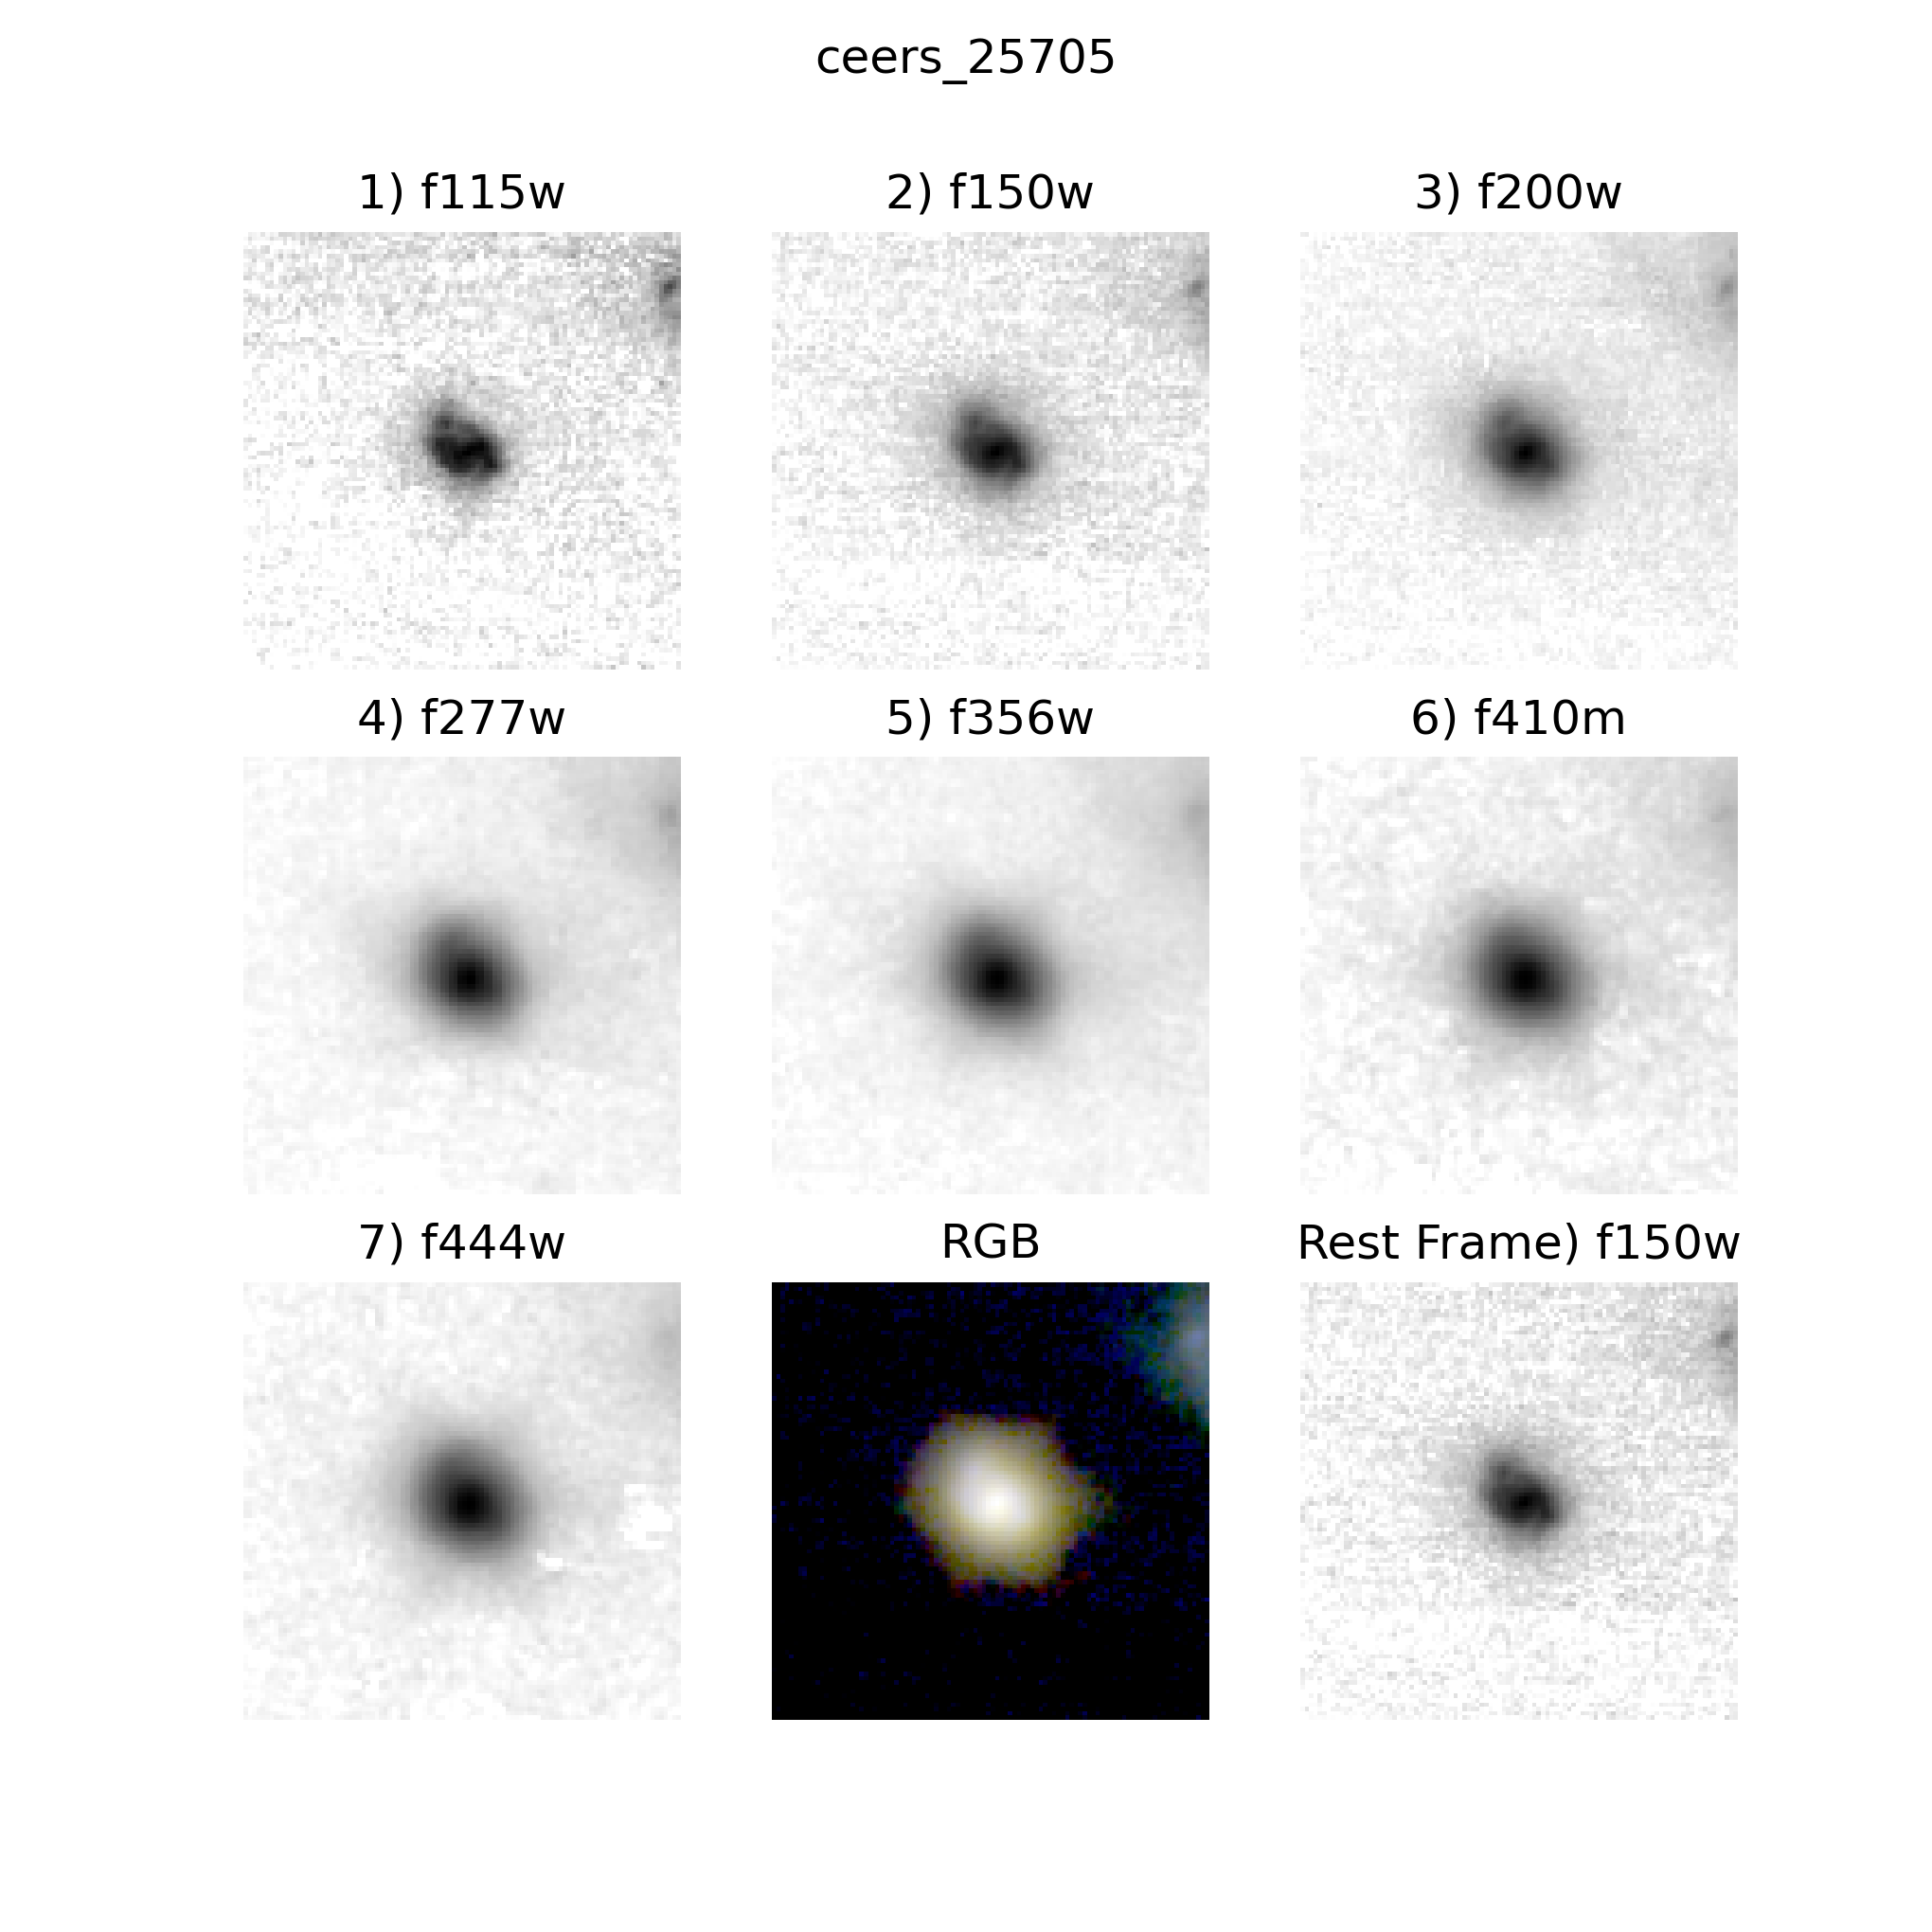 ceers_25705
1) f115w
2) f150w
3) f200w
4) f277w
5) f356w
6) f410m
7) f444w
RGB
Rest Frame) f150w